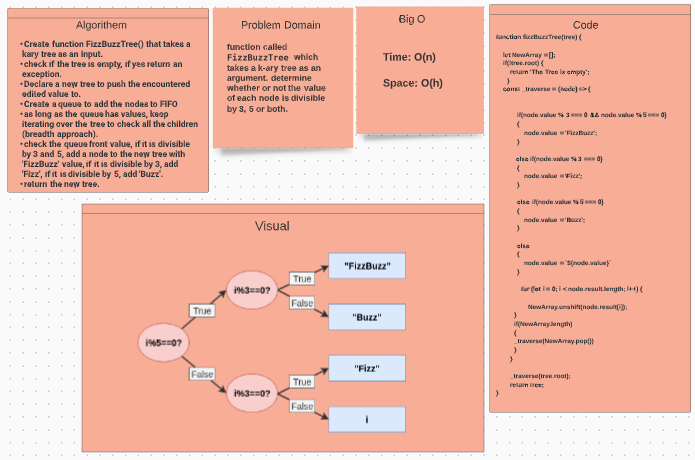 Algorithem
•Create function FizzBuzzTree() that takes a
kary tree as an input.
•check if the tree is empty, if yes return an
exception.
•Declare a new tree to push the encountered
edited value to.
•Create a queue to add the nodes to FIFO
•as long as the queue has values, keep
iterating over the tree to check all the children
(breadth approach).
•check the queue front value, if it is divisible
by 3 and 5, add a node to the new tree with
'FizzBuzz' value, if it is divisible by 3, add
'Fizz', if it is divisible by 5, add 'Buzz'.
•return the new tree.
Problem Domain
function called
FizzBuzzTree which
takes a k-ary tree as an
argument. determine
whether or not the value
of each node is divisible
by 3, 5 or both.
Big O
Time: O(n)
Space: O(h)
Code
function fizzBuzzTree(tree) {
let NewArray =[];
if(!tree.root) {
return 'The Tree is empty';
}
const _traverse = (node) => {
if(node.value % 3 === 0 && node.value % 5 === 0)
{
node.value ='FizzBuzz';
}
else if(node.value % 3 === 0)
{
node.value ='Fizz';
}
else if(node.value % 5 === 0)
{
node.value ='Buzz';
}
else
{
node.value = `${node.value}`
}
for (let i = 0; i < node.result.length; i++) {
NewArray.unshift(node.result[i]);
}
if(NewArray.length)
{
_traverse(NewArray.pop())
}
}
_traverse(tree.root);
return tree;
}
Visual
i%5==0?
True
False
i%3==0?
True
False
"FizzBuzz"
"Buzz"
i%3==0?
True
False
"Fizz"
i